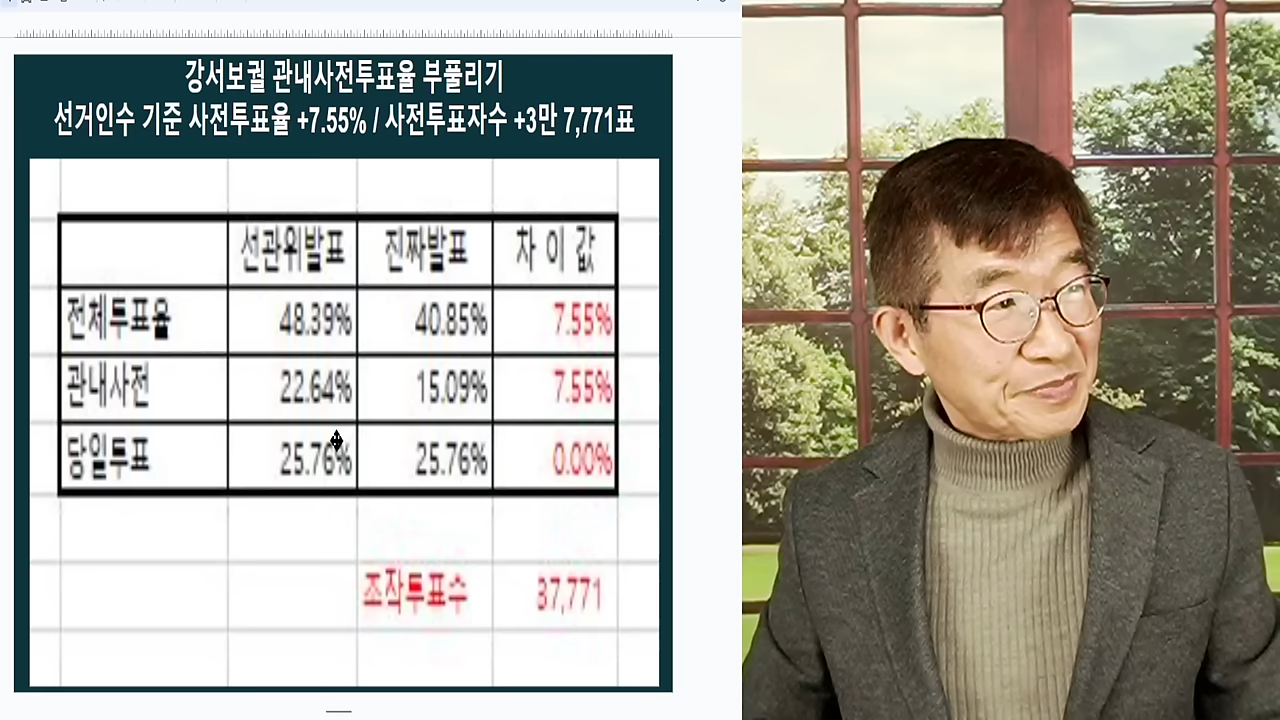 강서보궐 관내사전투표율 부풀리기
선거인수 기준 사전투표율 +7.55% / 사전투표자수 +3만 7,771표
선관위발표 진짜발표 차 이 값
전체투표율 48.39% 40.85% 7.55%
관내사전 22.64% 15.09% 7.55%
당일투표 25.76% 25.76% 0.00%
조작투표수 37,771